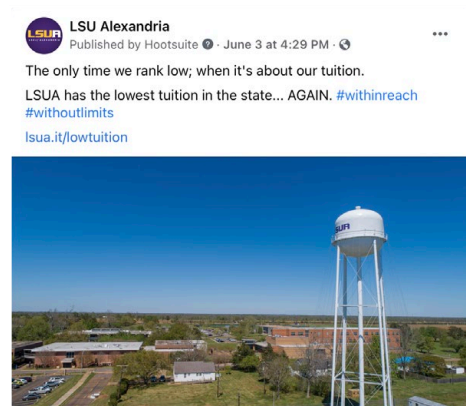 LSUA
LSU Alexandria
Published by Hootsuite · June 3 at 4:29 PM ·
The only time we rank low; when it's about our tuition.
LSUA has the lowest tuition in the state... AGAIN. #withinreach
#withoutlimits
lsua.it/lowtuition
SUA